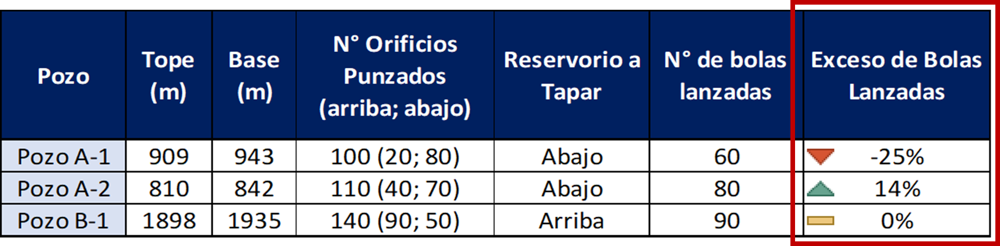 Pozo Tope (m) Base (m) N° Orificios Punzados (arriba; abajo) Reservorio a Tapar N° de bolas lanzadas Exceso de Bolas Lanzadas
Pozo A-1 909 943 100 (20; 80) Abajo 60 -25%
Pozo A-2 810 842 110 (40; 70) Abajo 80 14%
Pozo B-1 1898 1935 140 (90; 50) Arriba 90 0%